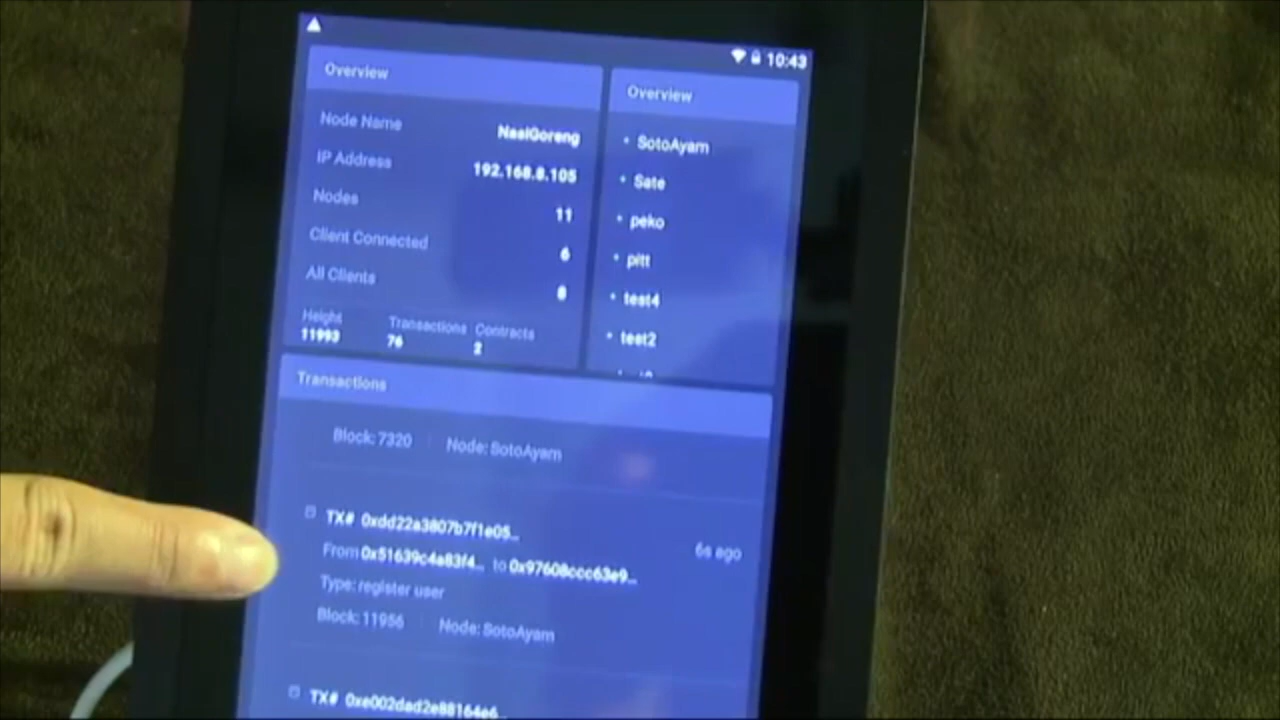 10:43
Overview
Node Name NasiGoreng
IP Address 192.168.8.105
Nodes 11
Client Connected 6
All Clients 8
Height Transactions Contracts
11993 76 2
Overview
• SotoAyam
• Sate
• peko
• pitt
• test4
• test2
Transactions
Block: 7320 Node: SotoAyam
TX# 0xdd22a3807b7f1e05...
6s ago
From 0x51639c4a83f4... to 0x97608ccc63e9...
Type: register user
Block: 11956 Node: SotoAyam
TX# 0xe002dad2e88164e6...